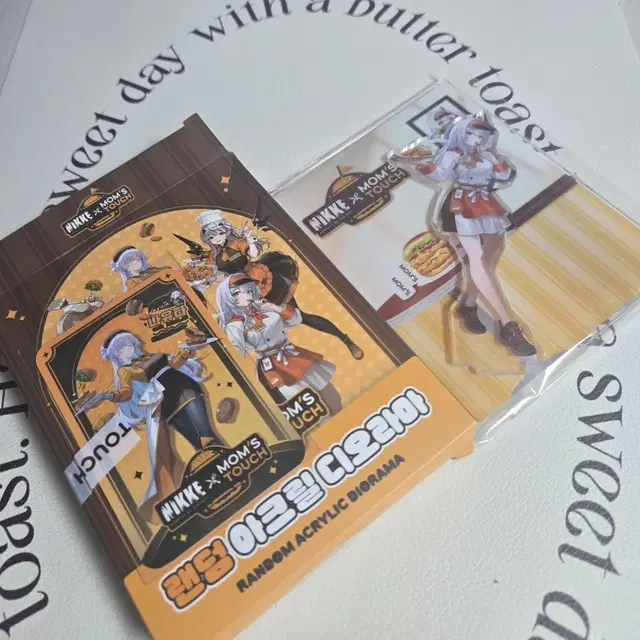 sweet day with a butter toast
NIKKE × MOM'S
TOUCH
NIKKE × MOM'S
TOUCH
MOM'S
MOM'S
TOUCH
NIKKE × MOM'S
TOUCH
MOM'S
TOUCH
랜덤 아크릴 디오라마
RANDOM ACRYLIC DIORAMA
toast.
sweet